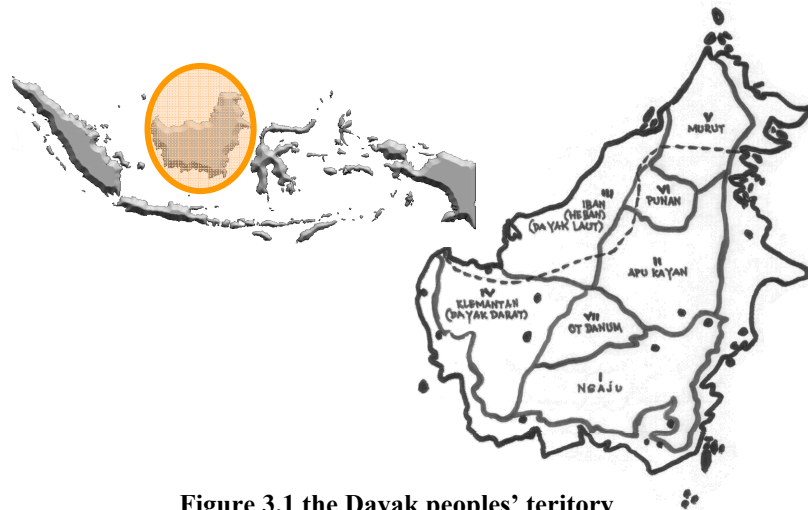 V
MURUT
III
IBAN
(HEBAN)
(DAYAK LAUT)
VI
PUNAN
II
APU KAYAN
IV
KLEMANTAN
(DAYAK DARAT)
VII
OT DANUM
I
NGAJU
Figure 3.1 the Dayak peoples' teritory